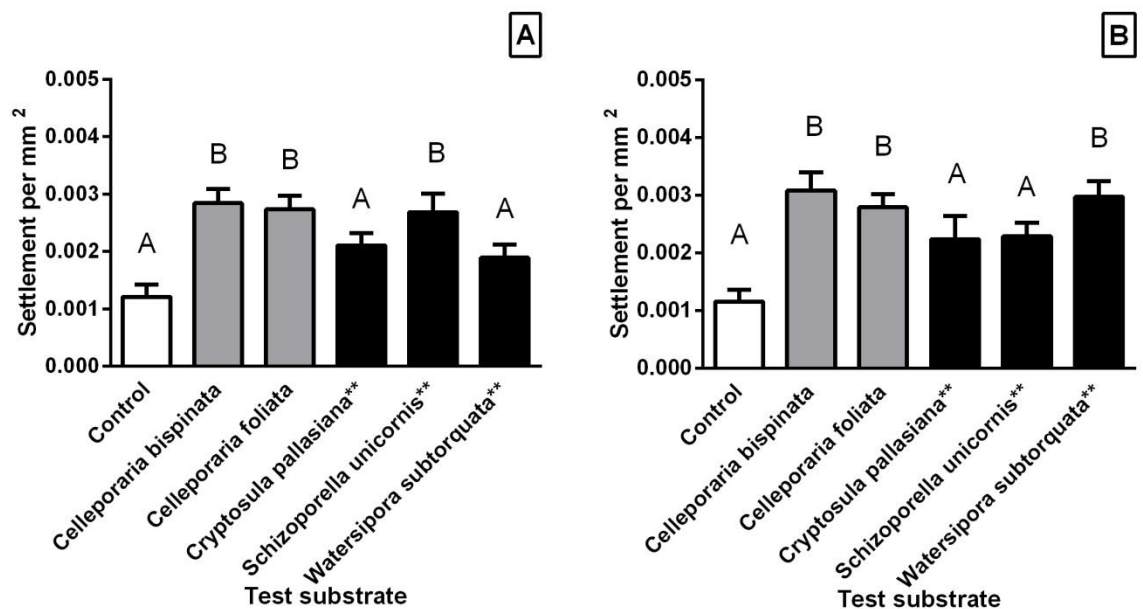 A
Settlement per mm 2
0.005
0.004
0.003
0.002
0.001
0.000
A
B
B
A
B
A
Control
Celleporaria bispinata
Celleporaria foliata
Cryptosula pallasiana**
Schizoporella unicornis**
Watersipora subtorquata**
Test substrate
B
Settlement per mm 2
0.005
0.004
0.003
0.002
0.001
0.000
A
B
B
A
A
B
Control
Celleporaria bispinata
Celleporaria foliata
Cryptosula pallasiana**
Schizoporella unicornis**
Watersipora subtorquata**
Test substrate